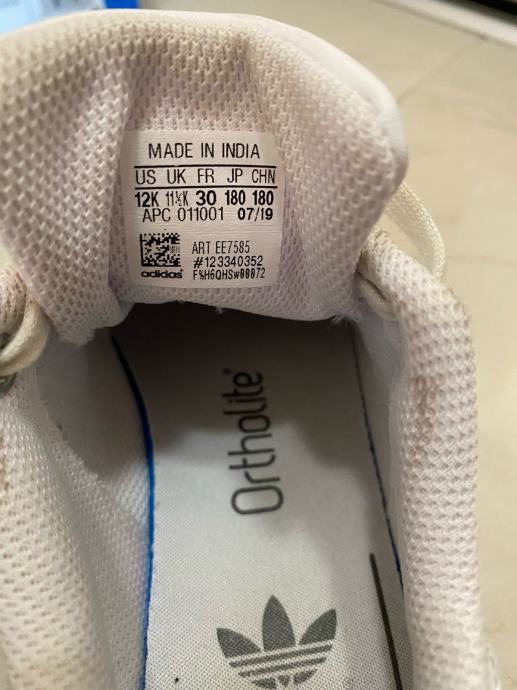 MADE IN INDIA
US UK FR JP CHN
12K 11½K 30 180 180
APC 011001 07/19
ART EE7585
#123340352
F%H6QHSw00072
adidas
Ortholite